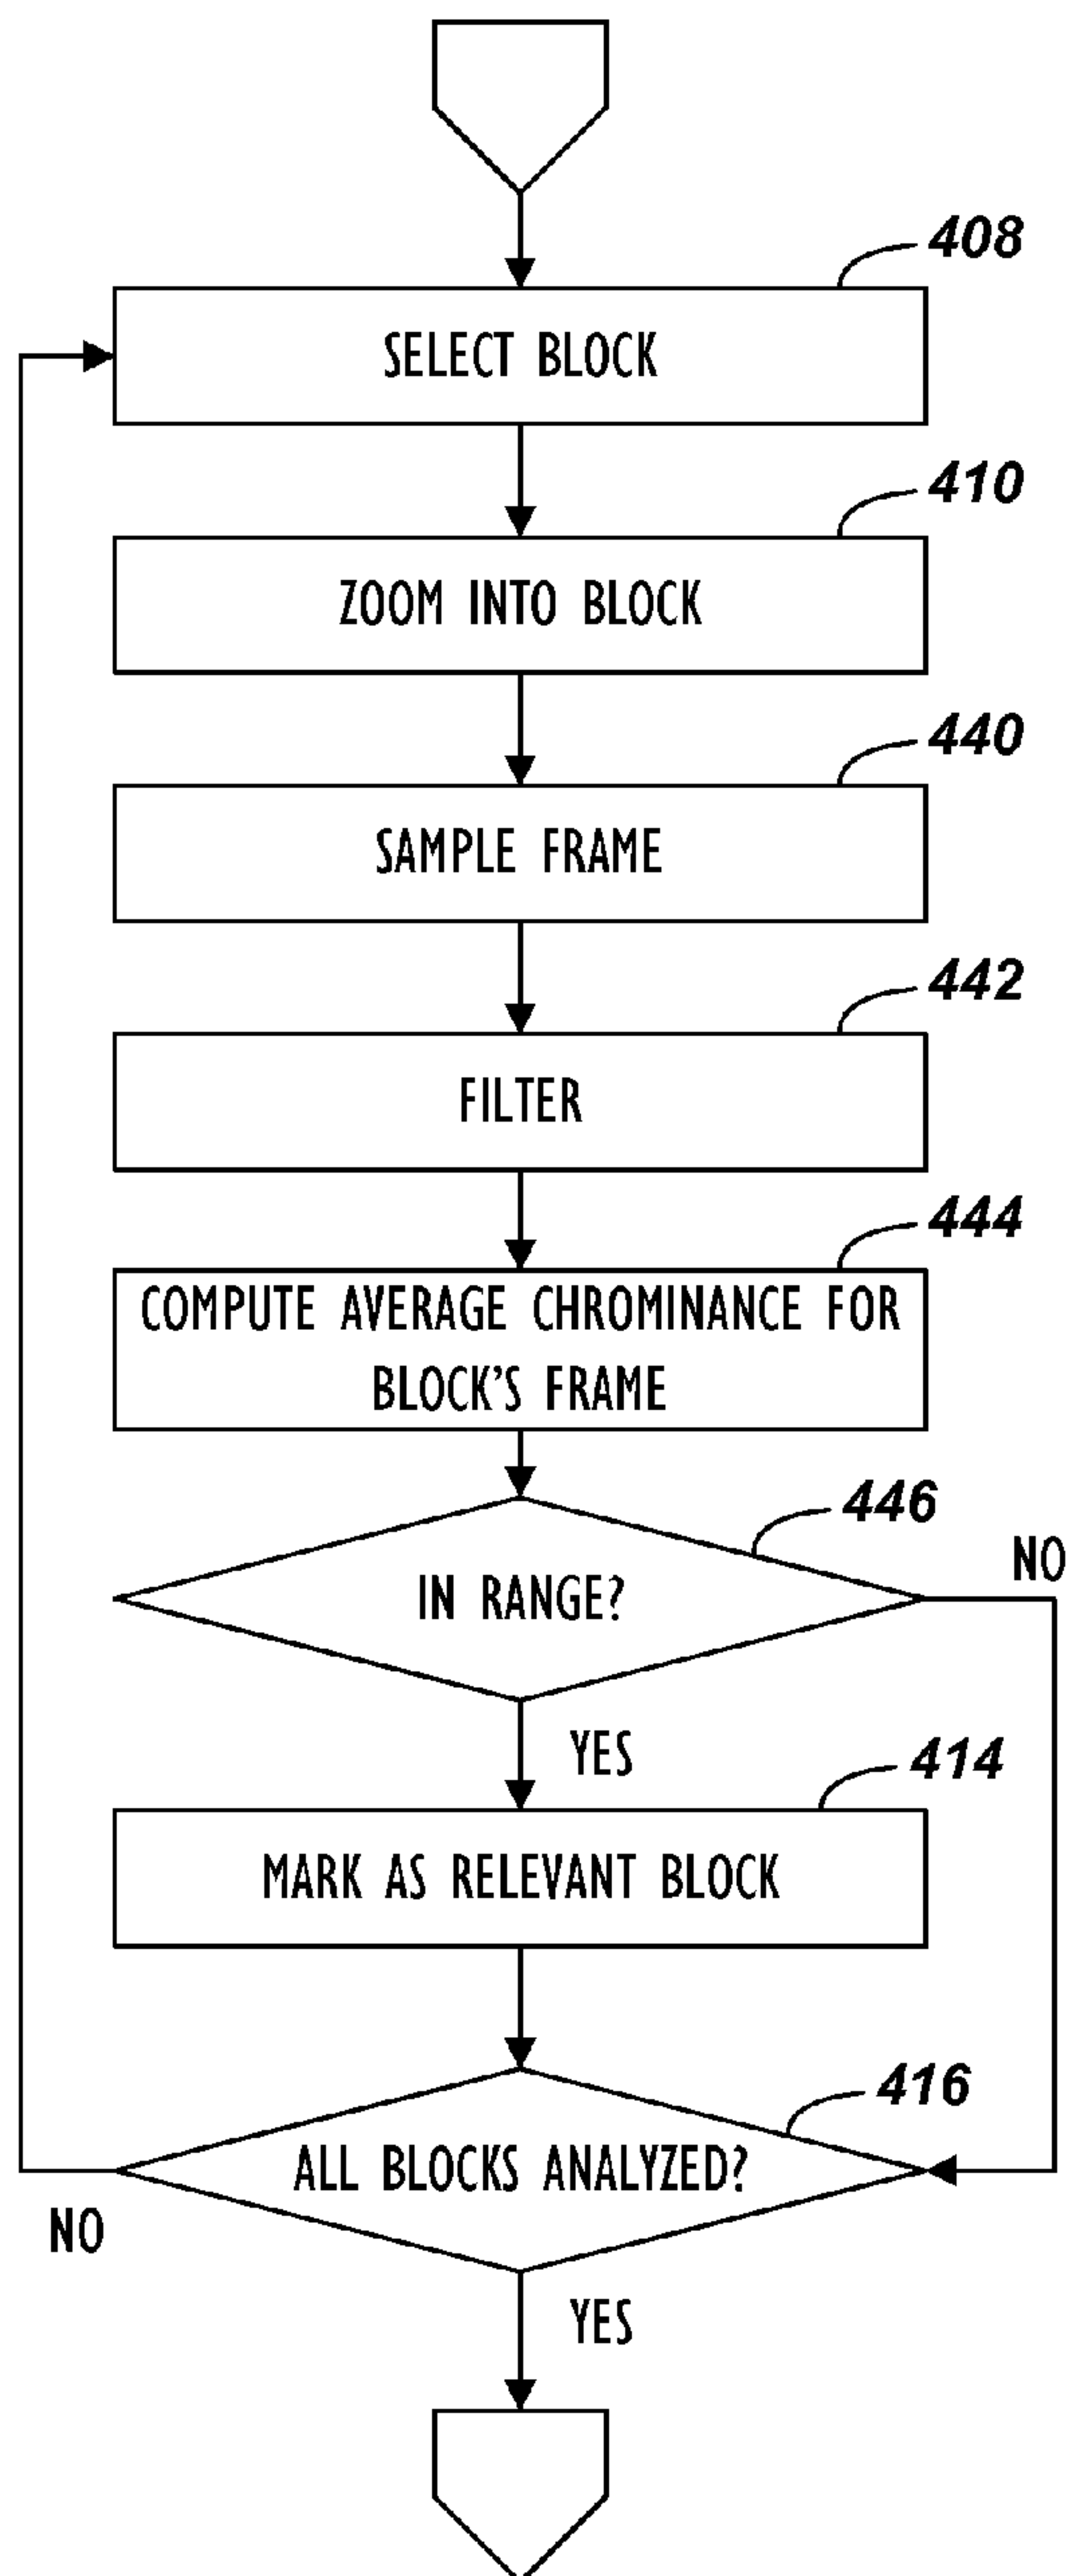 408
SELECT BLOCK
410
ZOOM INTO BLOCK
440
SAMPLE FRAME
442
FILTER
444
COMPUTE AVERAGE CHROMINANCE FOR
BLOCK'S FRAME
446
NO
IN RANGE?
YES
414
MARK AS RELEVANT BLOCK
416
ALL BLOCKS ANALYZED?
NO
YES